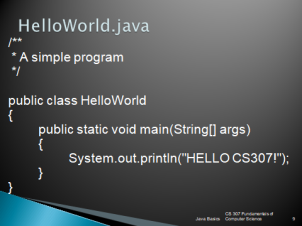 HelloWorld.java
/**
* A simple program
*/
public class HelloWorld
{
public static void main(String[] args)
{
System.out.println("HELLO CS307!");
}
}
Java Basics
CS 307 Fundamentals of
Computer Science
9